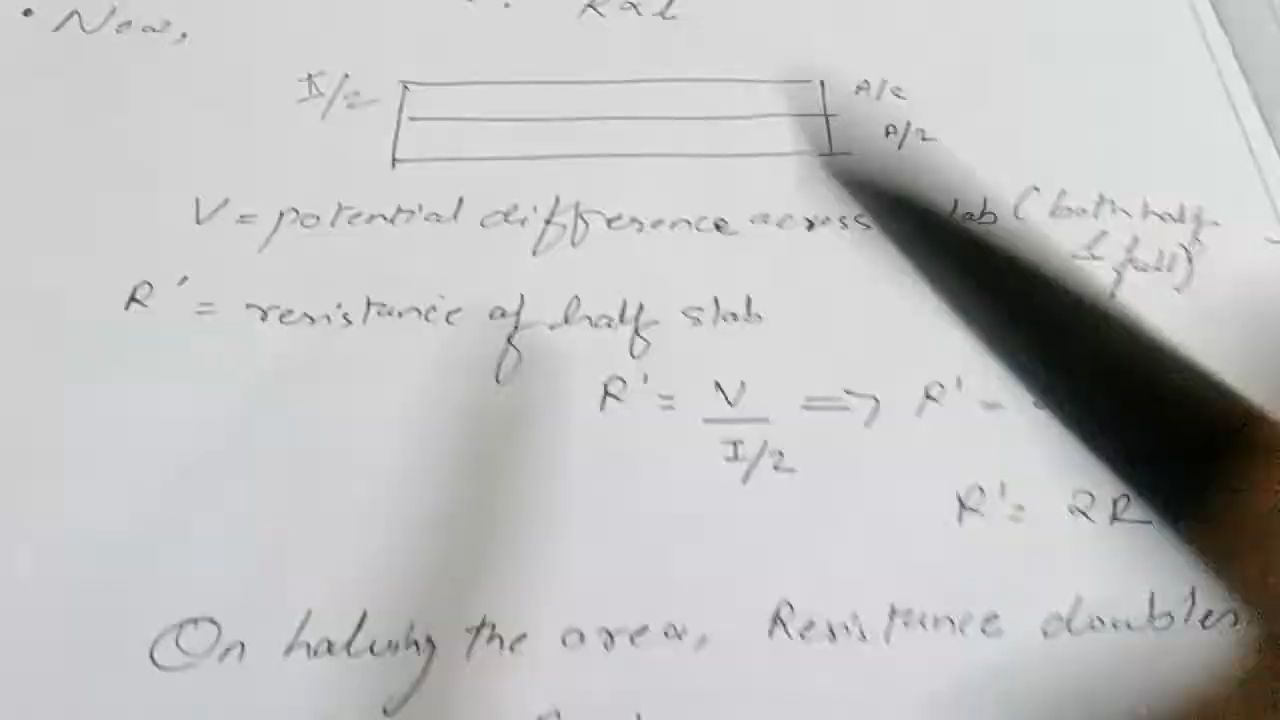 • Now,
R α l
I/2
A/2
A/2
V = potential difference across lab (both half
& full)
R' = resistance of half slab
R' = V / I/2 => R' =
R' = 2R
On halving the area, Resistance doubles